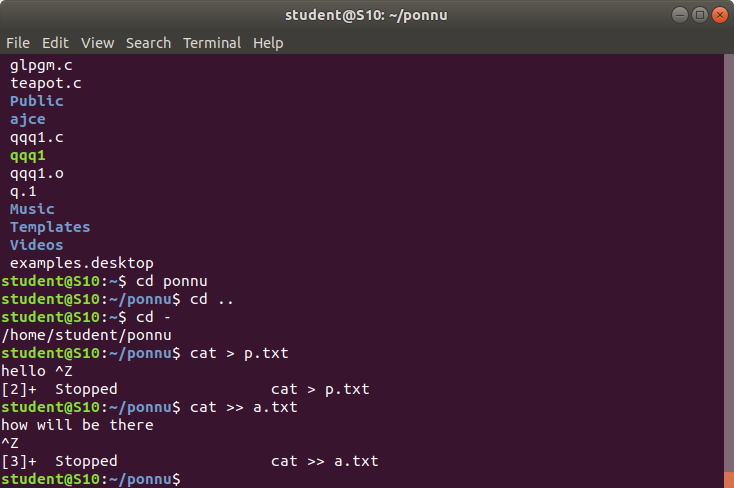 student@S10: ~/ponnu
File Edit View Search Terminal Help
glpgm.c
teapot.c
Public
ajce
qqq1.c
qqq1
qqq1.o
q.1
Music
Templates
Videos
examples.desktop
student@S10:~$ cd ponnu
student@S10:~/ponnu$ cd ..
student@S10:~$ cd -
/home/student/ponnu
student@S10:~/ponnu$ cat > p.txt
hello ^Z
[2]+  Stopped                 cat > p.txt
student@S10:~/ponnu$ cat >> a.txt
how will be there
^Z
[3]+  Stopped                 cat >> a.txt
student@S10:~/ponnu$